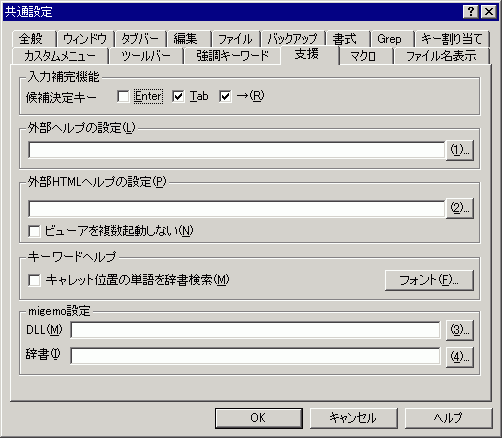 共通設定
全般 ウィンドウ タブバー 編集 ファイル バックアップ 書式 Grep キー割り当て
カスタムメニュー ツールバー 強調キーワード 支援 マクロ ファイル名表示
入力補完機能
候補決定キー Enter Tab →(R)
外部ヘルプの設定(L)
(1)...
外部HTMLヘルプの設定(P)
(2)...
ビューアを複数起動しない(N)
キーワードヘルプ
キャレット位置の単語を辞書検索(M) フォント(F)...
migemo設定
DLL(M) (3)...
辞書(I) (4)...
OK キャンセル ヘルプ